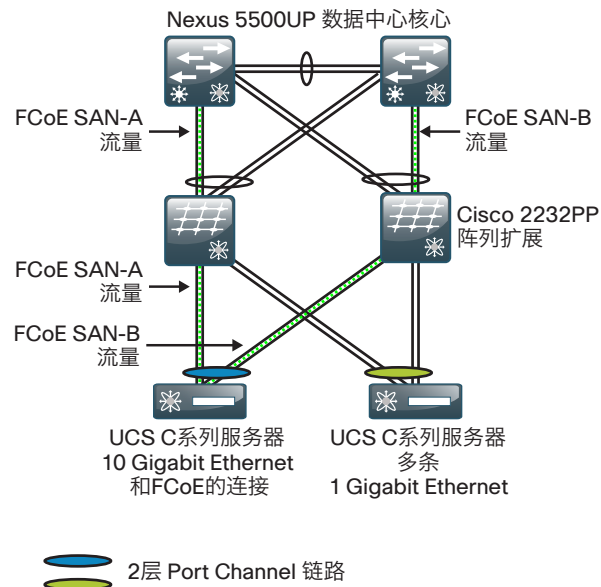 Nexus 5500UP 数据中心核心
FCoE SAN-A
流量
FCoE SAN-B
流量
Cisco 2232PP
阵列扩展
FCoE SAN-A
流量
FCoE SAN-B
流量
UCS C系列服务器
10 Gigabit Ethernet
和FCoE的连接
UCS C系列服务器
多条
1 Gigabit Ethernet
2层 Port Channel 链路